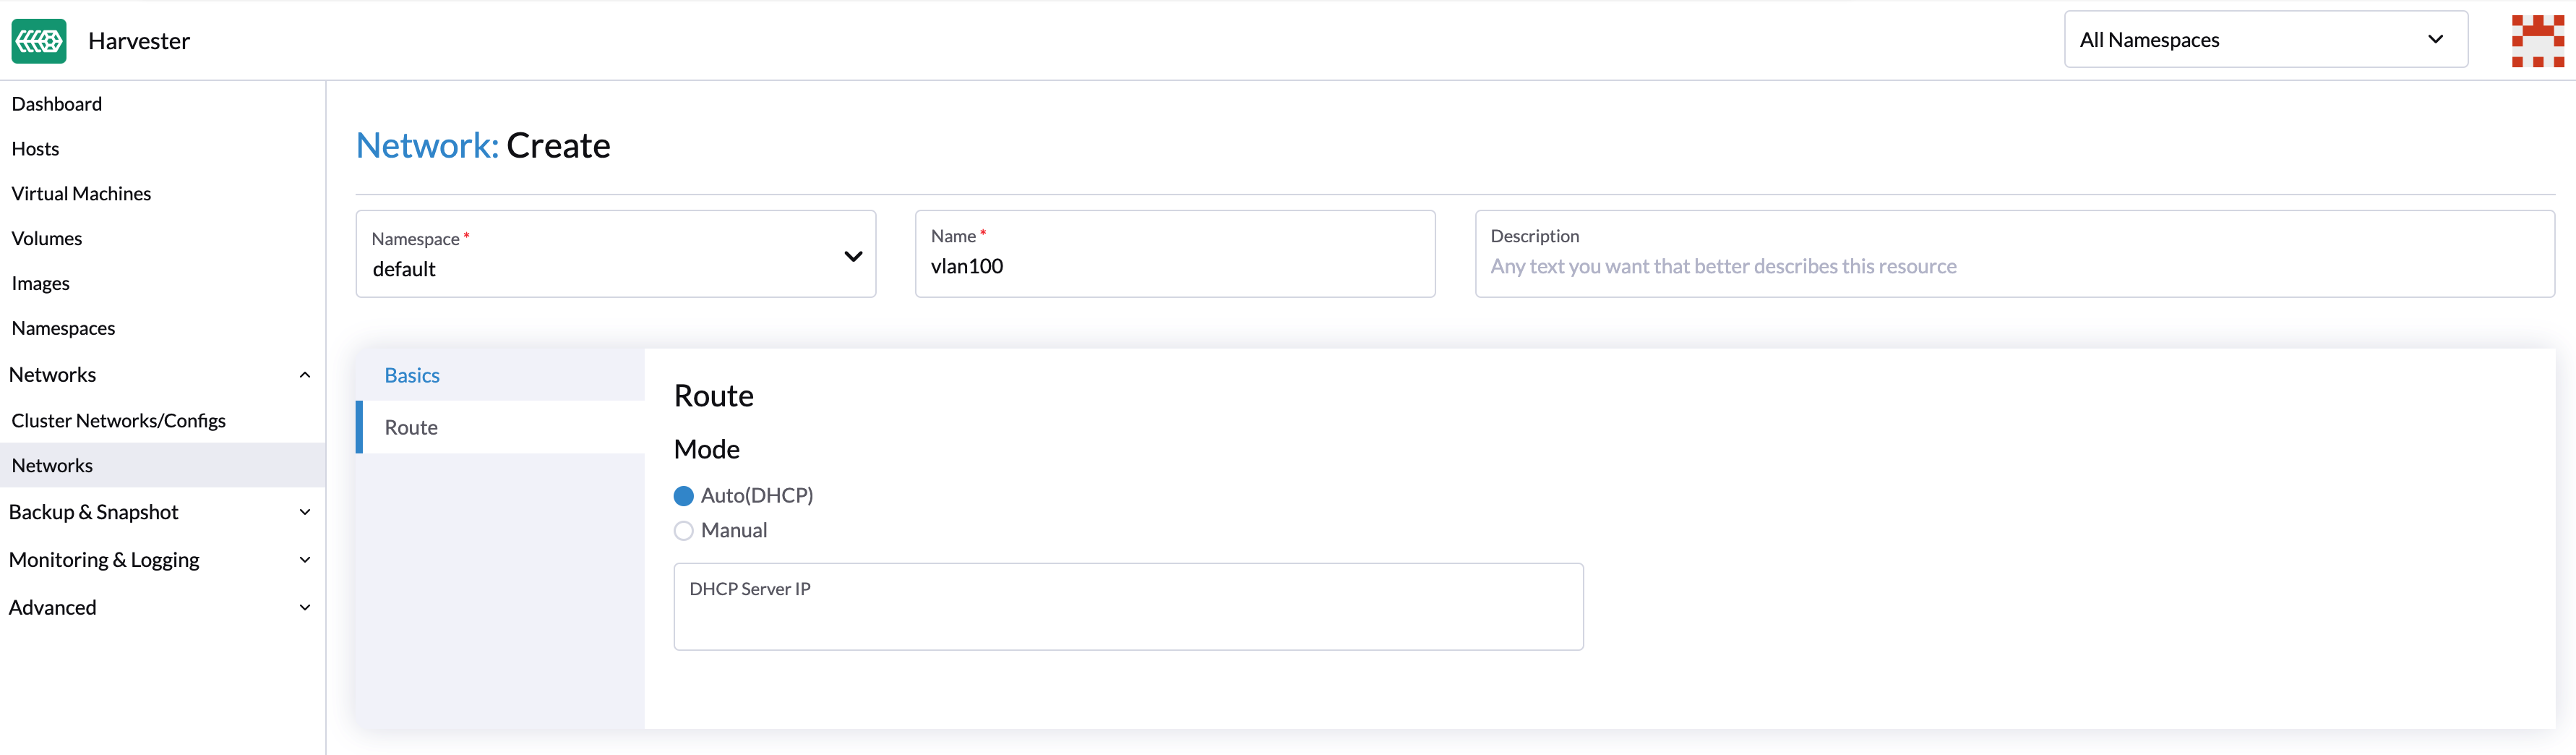 Harvester
All Namespaces
Dashboard
Hosts
Virtual Machines
Volumes
Images
Namespaces
Networks
Cluster Networks/Configs
Networks
Backup & Snapshot
Monitoring & Logging
Advanced
Network: Create
Namespace *
default
Name *
vlan100
Description
Any text you want that better describes this resource
Basics
Route
Route
Mode
Auto(DHCP)
Manual
DHCP Server IP